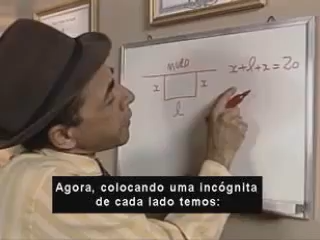 MURO
x + l + x = 20
x x
l
Agora, colocando uma incógnita
de cada lado temos: